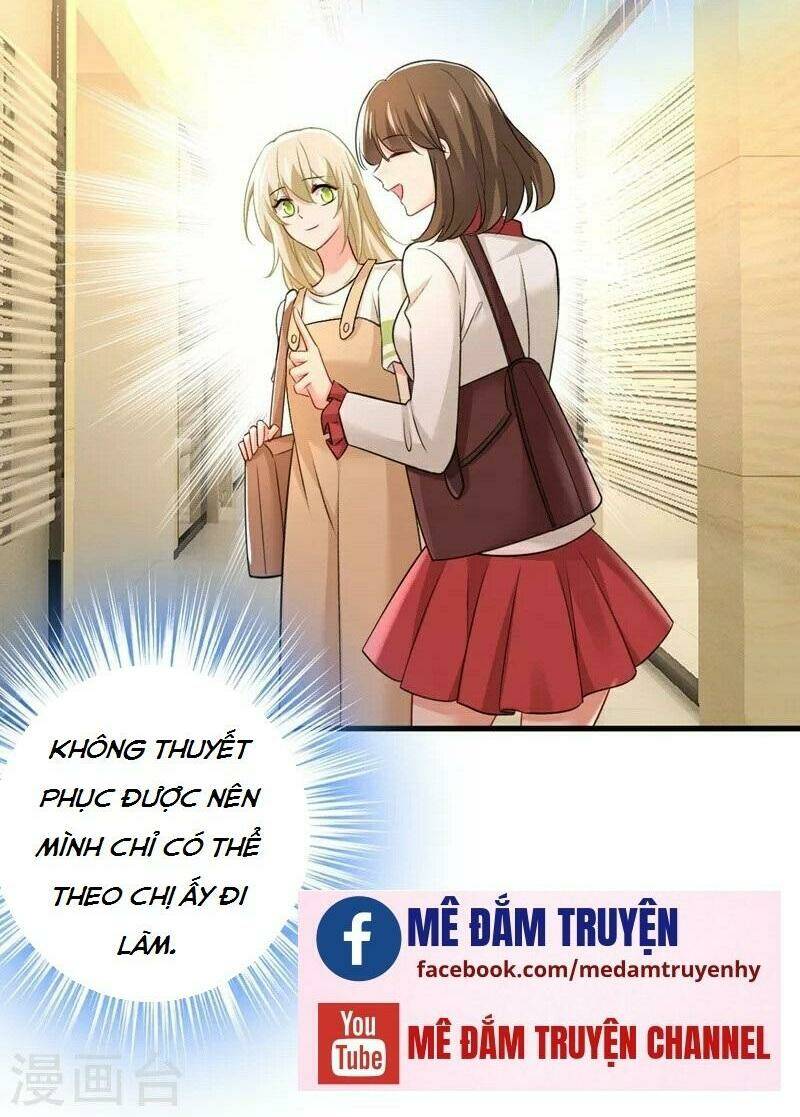 KHÔNG THUYẾT
PHỤC ĐƯỢC NÊN
MÌNH CHỈ CÓ THỂ
THEO CHỊ ẤY ĐI
LÀM.
f MÊ ĐẮM TRUYỆN
facebook.com/medamtruyenhy
You
Tube
MÊ ĐẮM TRUYỆN CHANNEL
漫画台